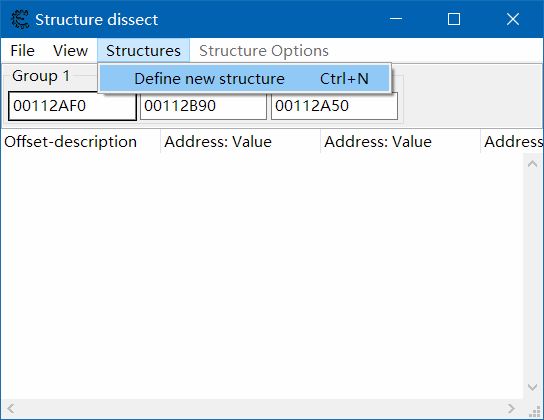 Structure dissect
File View Structures Structure Options
Define new structure Ctrl+N
Group 1
00112AF0 00112B90 00112A50
Offset-description Address: Value Address: Value Address